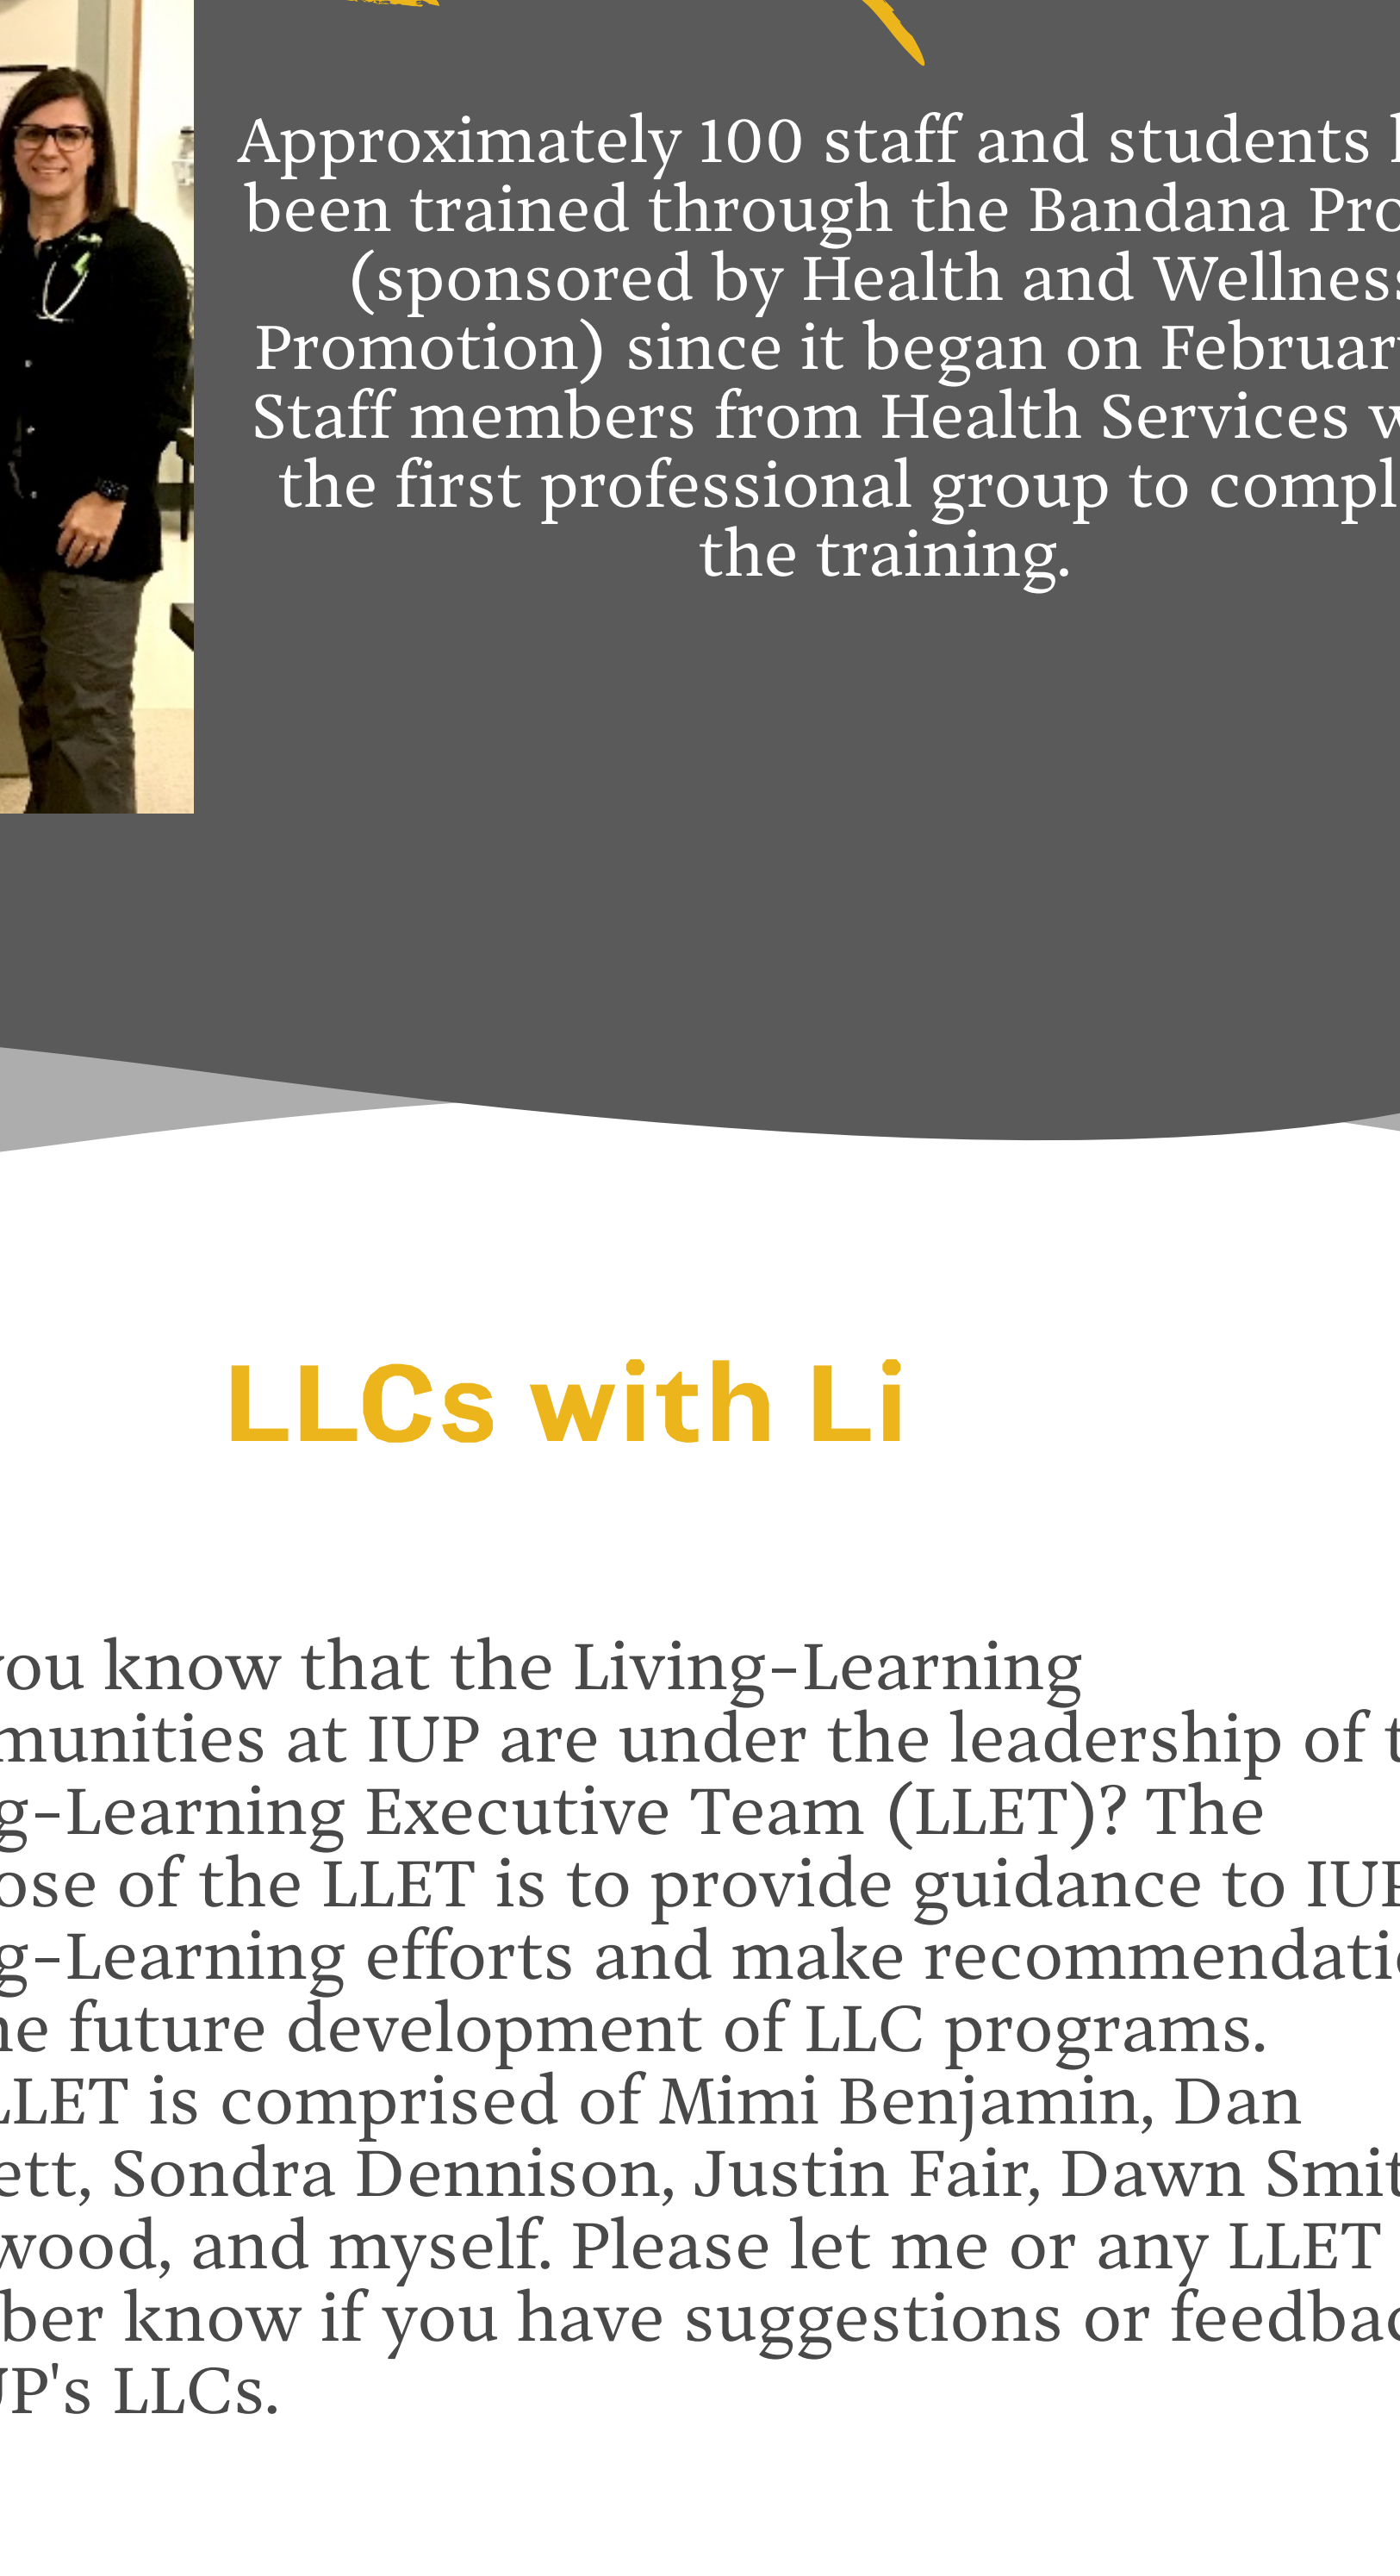 Approximately 100 staff and students
been trained through the Bandana
(sponsored by Health and Wellness
Promotion) since it began on
Staff members from Health Services
the first professional group to
the training.
LLCs with Li
you know that the Living-Learning
munities at IUP are under the leadership of
g-Learning Executive Team (LLET)? The
ose of the LLET is to provide guidance to
g-Learning efforts and make
future development of LLC programs.
LLET is comprised of Mimi Benjamin, Dan
ett, Sondra Dennison, Justin Fair, Dawn
wood, and myself. Please let me or any LLET
ber know if you have suggestions or
UP's LLCs.